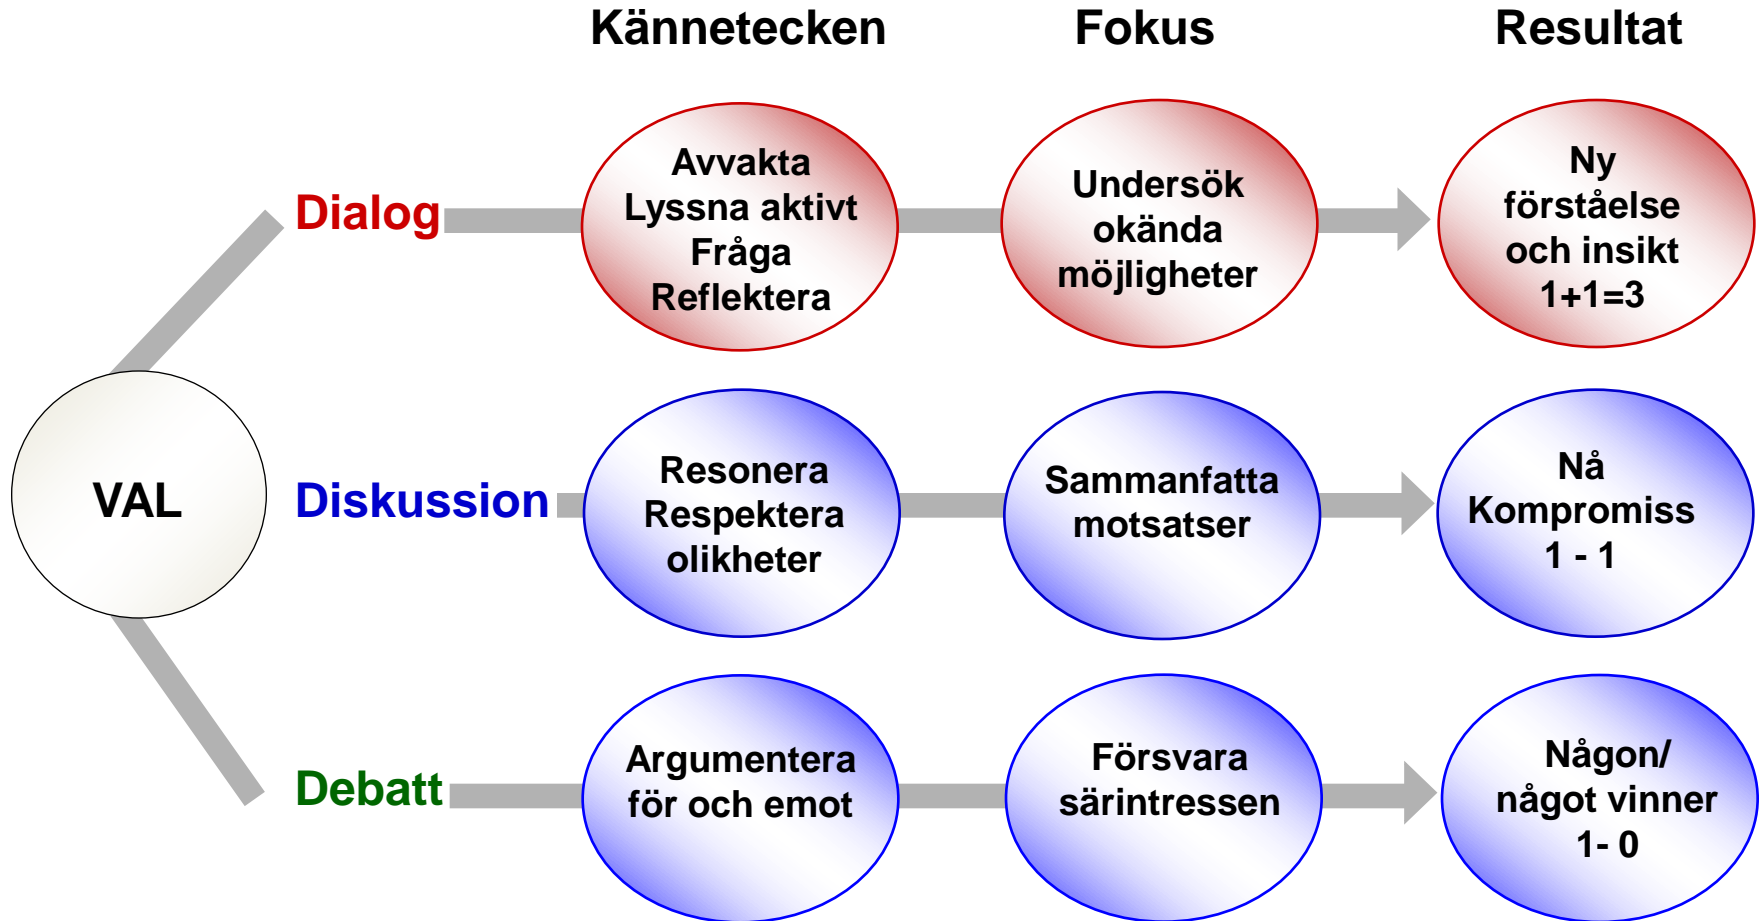 Kännetecken Fokus Resultat
Dialog
Avvakta
Lyssna aktivt
Fråga
Reflektera
Undersök
okända
möjligheter
Ny
förståelse
och insikt
1+1=3
VAL
Diskussion
Resonera
Respektera
olikheter
Sammanfatta
motsatser
Nå
Kompromiss
1 - 1
Debatt
Argumentera
för och emot
Försvara
särintressen
Någon/
något vinner
1- 0